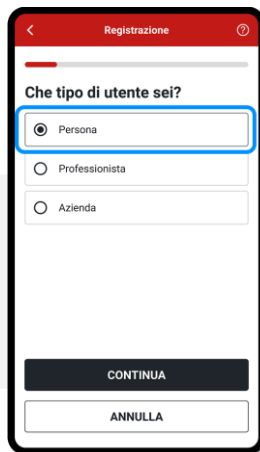 Registrazione
Che tipo di utente sei?
Persona
Professionista
Azienda
CONTINUA
ANNULLA